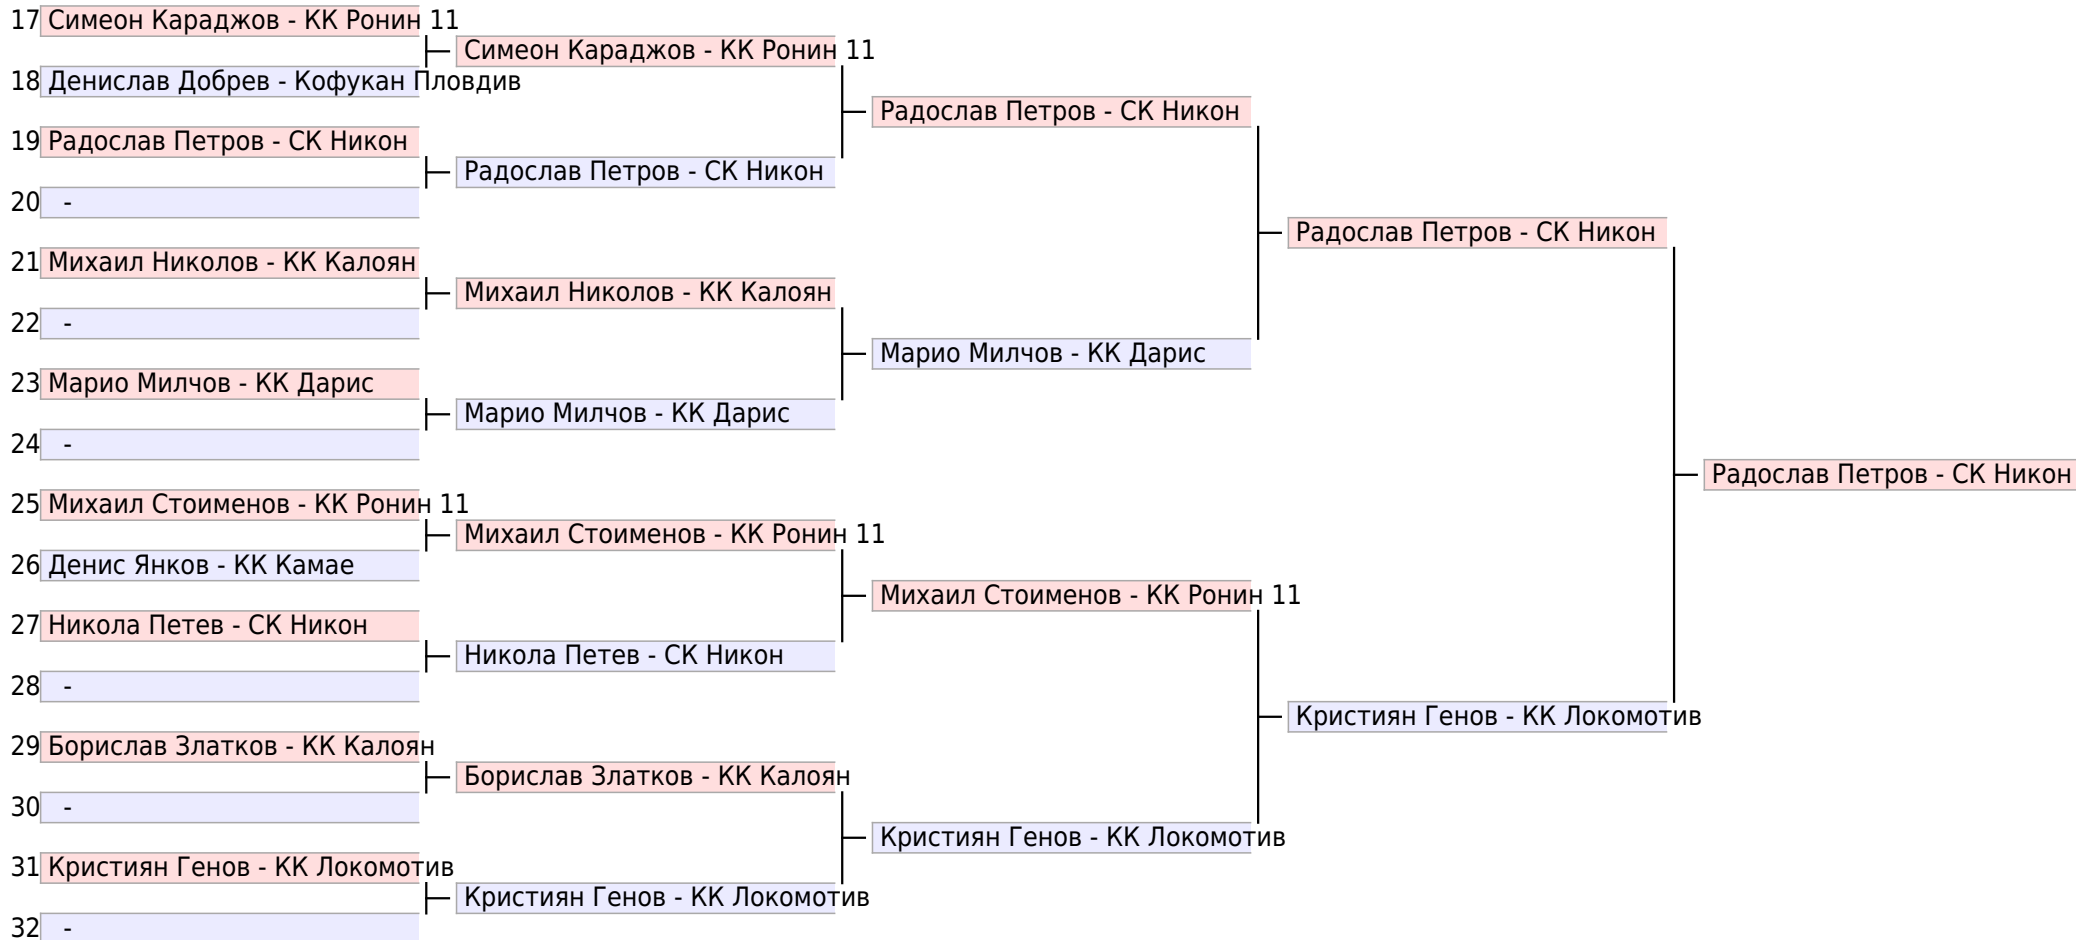 17 Симеон Караджов - КК Ронин 11
Симеон Караджов - КК Ронин 11
18 Денислав Добрев - Кофукан Пловдив
Радослав Петров - СК Никон
19 Радослав Петров - СК Никон
Радослав Петров - СК Никон
20 -
Радослав Петров - СК Никон
21 Михаил Николов - КК Калоян
Михаил Николов - КК Калоян
22 -
Марио Милчов - КК Дарис
23 Марио Милчов - КК Дарис
Марио Милчов - КК Дарис
24 -
Радослав Петров - СК Никон
25 Михаил Стоименов - КК Ронин 11
Михаил Стоименов - КК Ронин 11
26 Денис Янков - КК Камае
Михаил Стоименов - КК Ронин 11
27 Никола Петев - СК Никон
Никола Петев - СК Никон
28 -
Кристиян Генов - КК Локомотив
29 Борислав Златков - КК Калоян
Борислав Златков - КК Калоян
30 -
Кристиян Генов - КК Локомотив
31 Кристиян Генов - КК Локомотив
Кристиян Генов - КК Локомотив
32 -